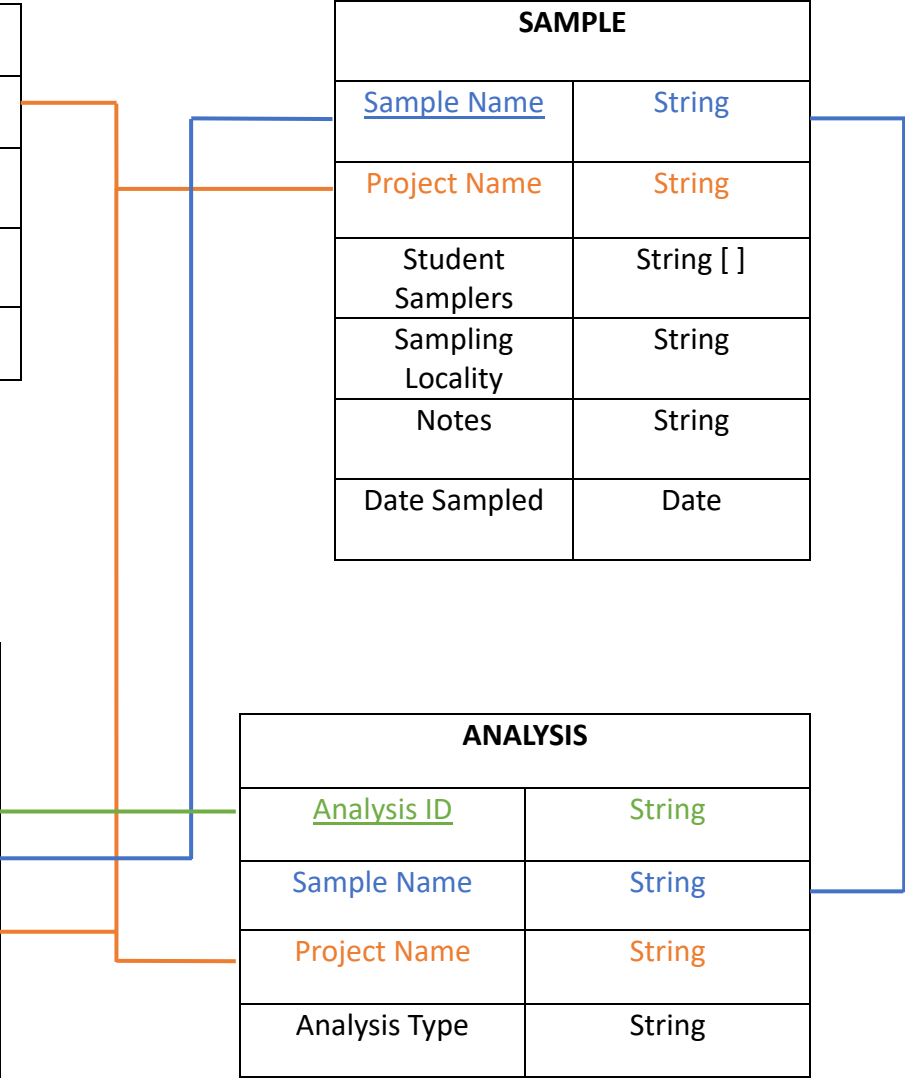 SAMPLE
Sample Name String
Project Name String
Student String [ ]
Samplers
Sampling String
Locality
Notes String
Date Sampled Date
ANALYSIS
Analysis ID String
Sample Name String
Project Name String
Analysis Type String